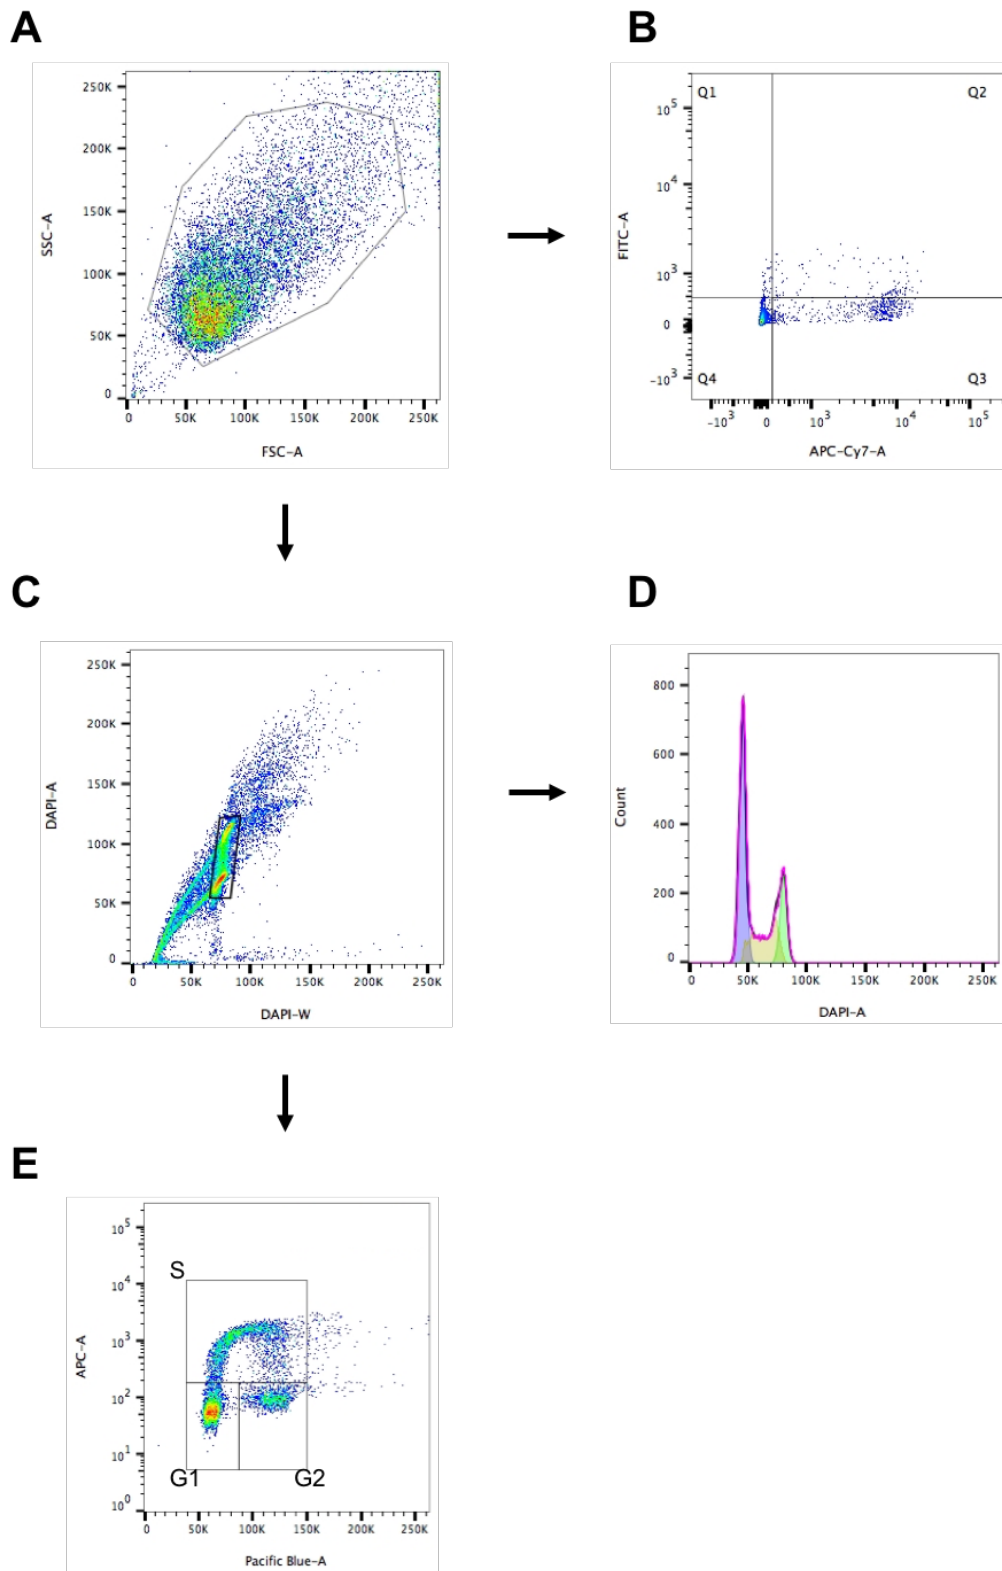 A
B
250K
200K
150K
100K
50K
0
SSC-A
0 50K 100K 150K 200K 250K
FSC-A
Q1 Q2
10^5
10^4
10^3
0
-10^3
FITC-A
Q4 Q3
-10^3 0 10^3 10^4 10^5
APC-Cy7-A
C
D
250K
200K
150K
100K
50K
0
DAPI-A
0 50K 100K 150K 200K 250K
DAPI-W
800
600
400
200
0
Count
0 50K 100K 150K 200K 250K
DAPI-A
E
10^5
10^4
10^3
10^2
10^1
10^0
APC-A
S
G1 G2
0 50K 100K 150K 200K 250K
Pacific Blue-A